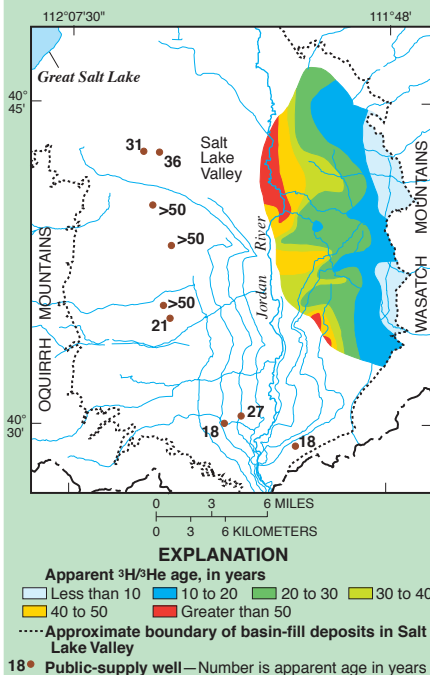 112°07'30"
111°48'
Great Salt Lake
40°
45'
31
36
Salt
Lake
Valley
>50
>50
>50
21
Jordan River
OQUIRRH MOUNTAINS
WASATCH MOUNTAINS
40°
30'
27
18
18
0 3 6 MILES
0 3 6 KILOMETERS
EXPLANATION
Apparent ³H/³He age, in years
Less than 10 10 to 20 20 to 30 30 to 40
40 to 50 Greater than 50
Approximate boundary of basin-fill deposits in Salt
Lake Valley
18 Public-supply well—Number is apparent age in years